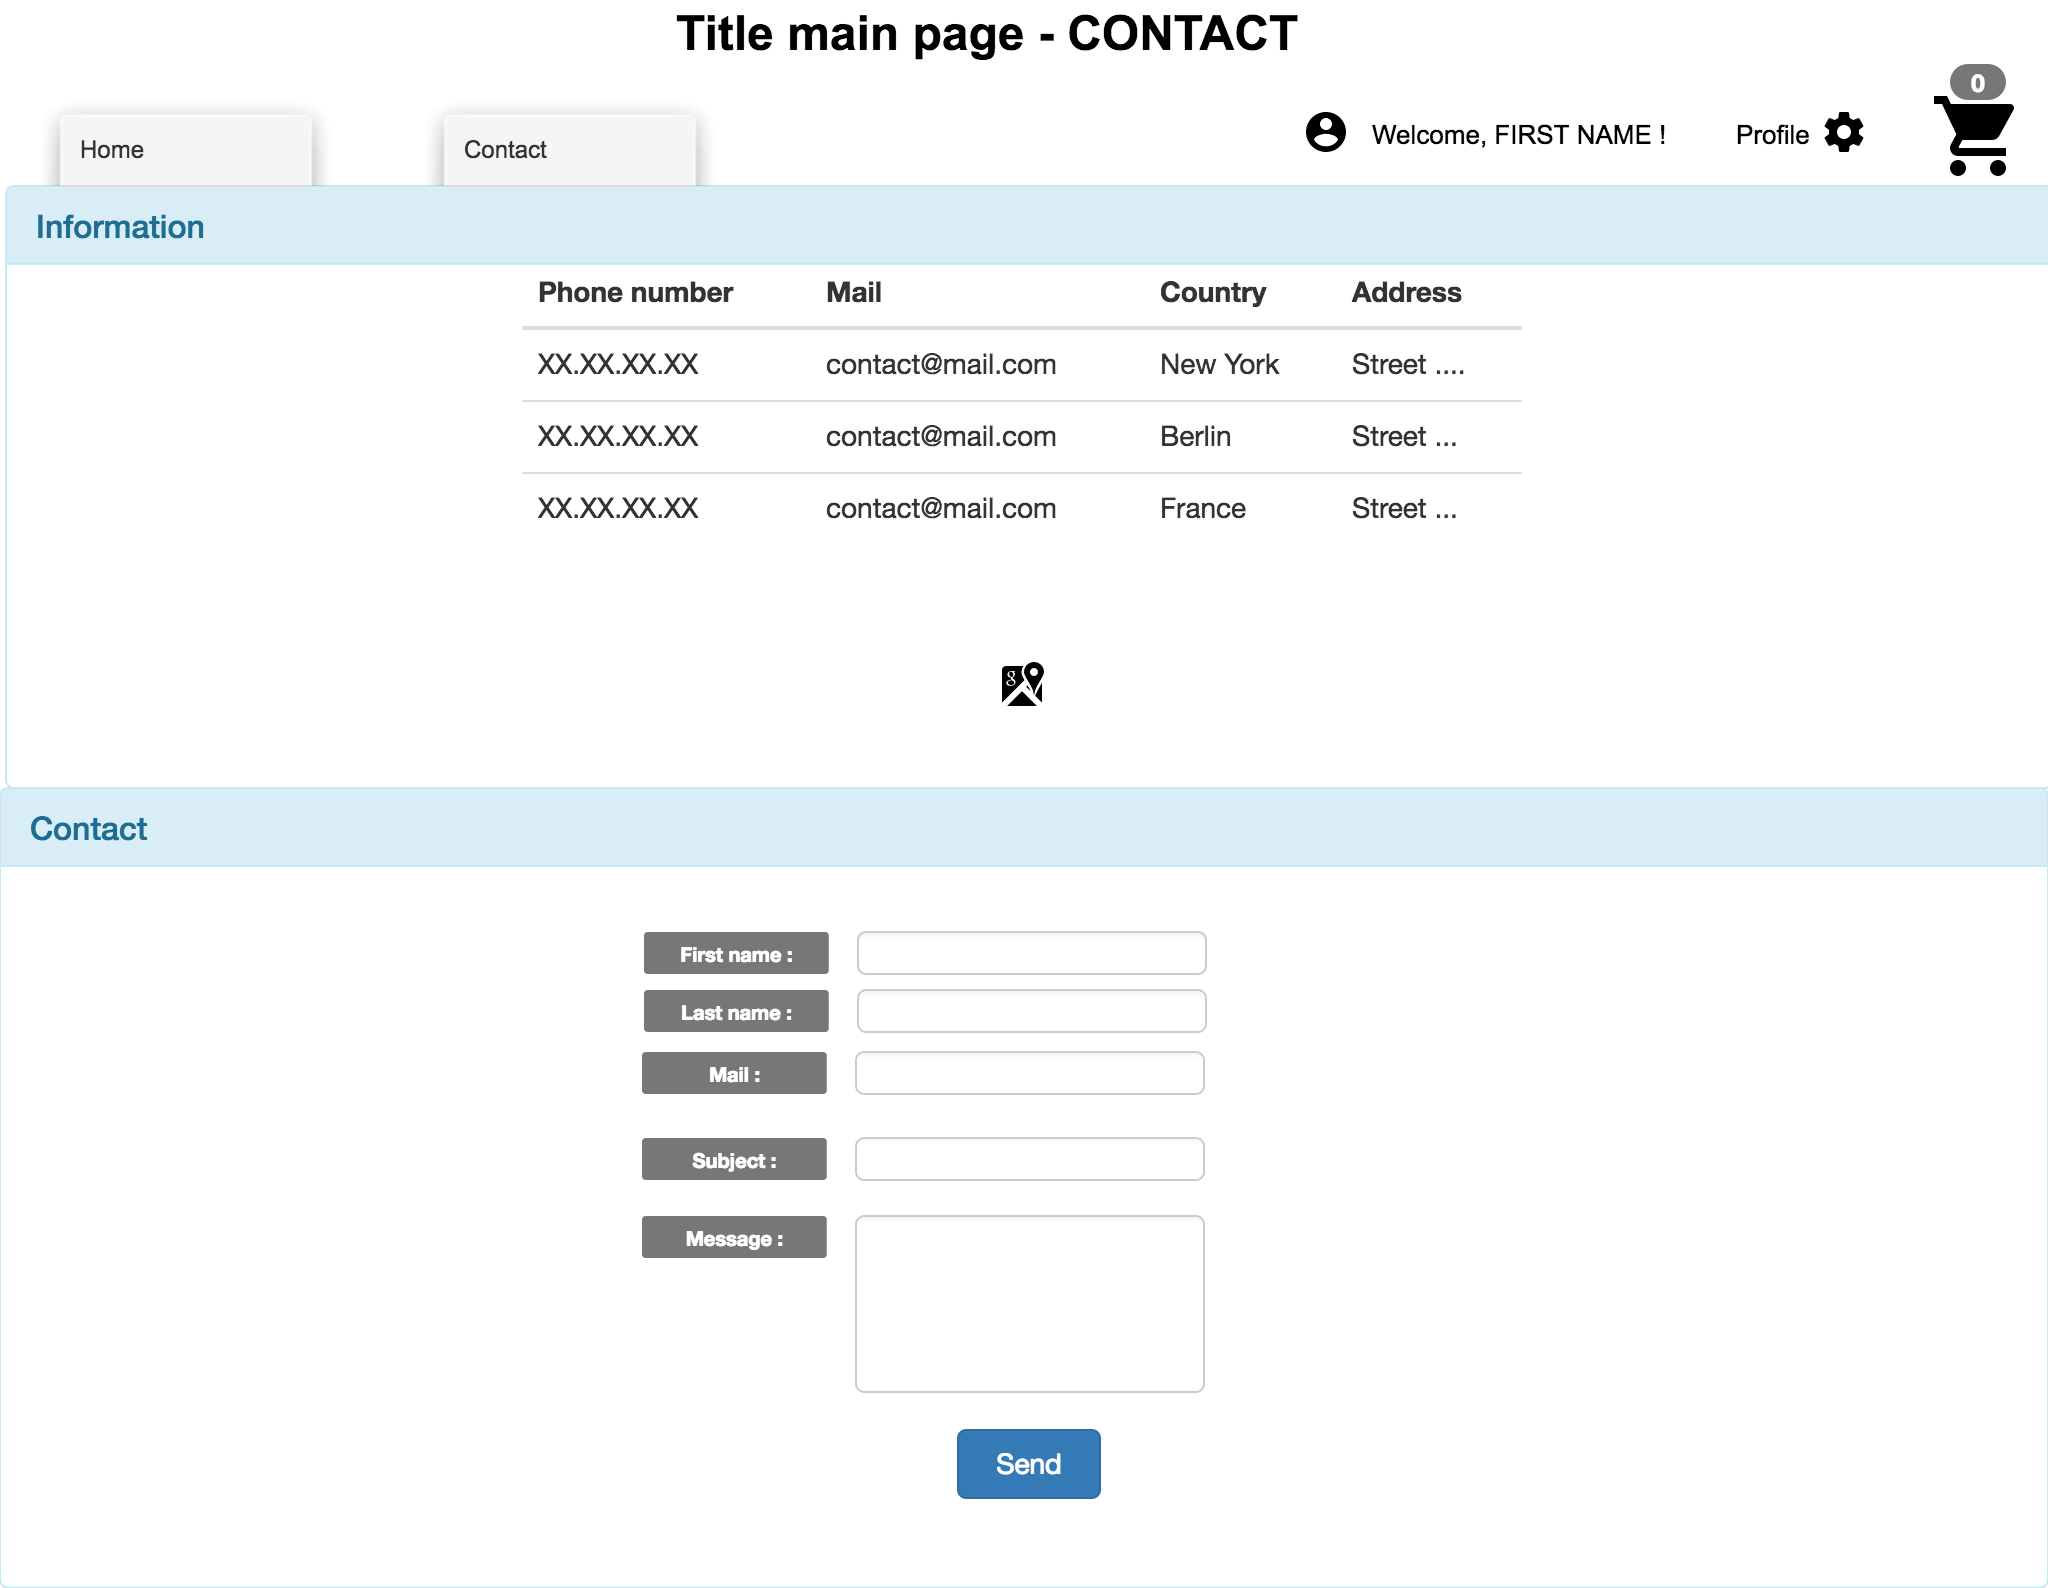 Title main page - CONTACT
0
Home Contact Welcome, FIRST NAME ! Profile
Information
Phone number Mail Country Address
XX.XX.XX.XX contact@mail.com New York Street ....
XX.XX.XX.XX contact@mail.com Berlin Street ...
XX.XX.XX.XX contact@mail.com France Street ...
g
Contact
First name :
Last name :
Mail :
Subject :
Message :
Send